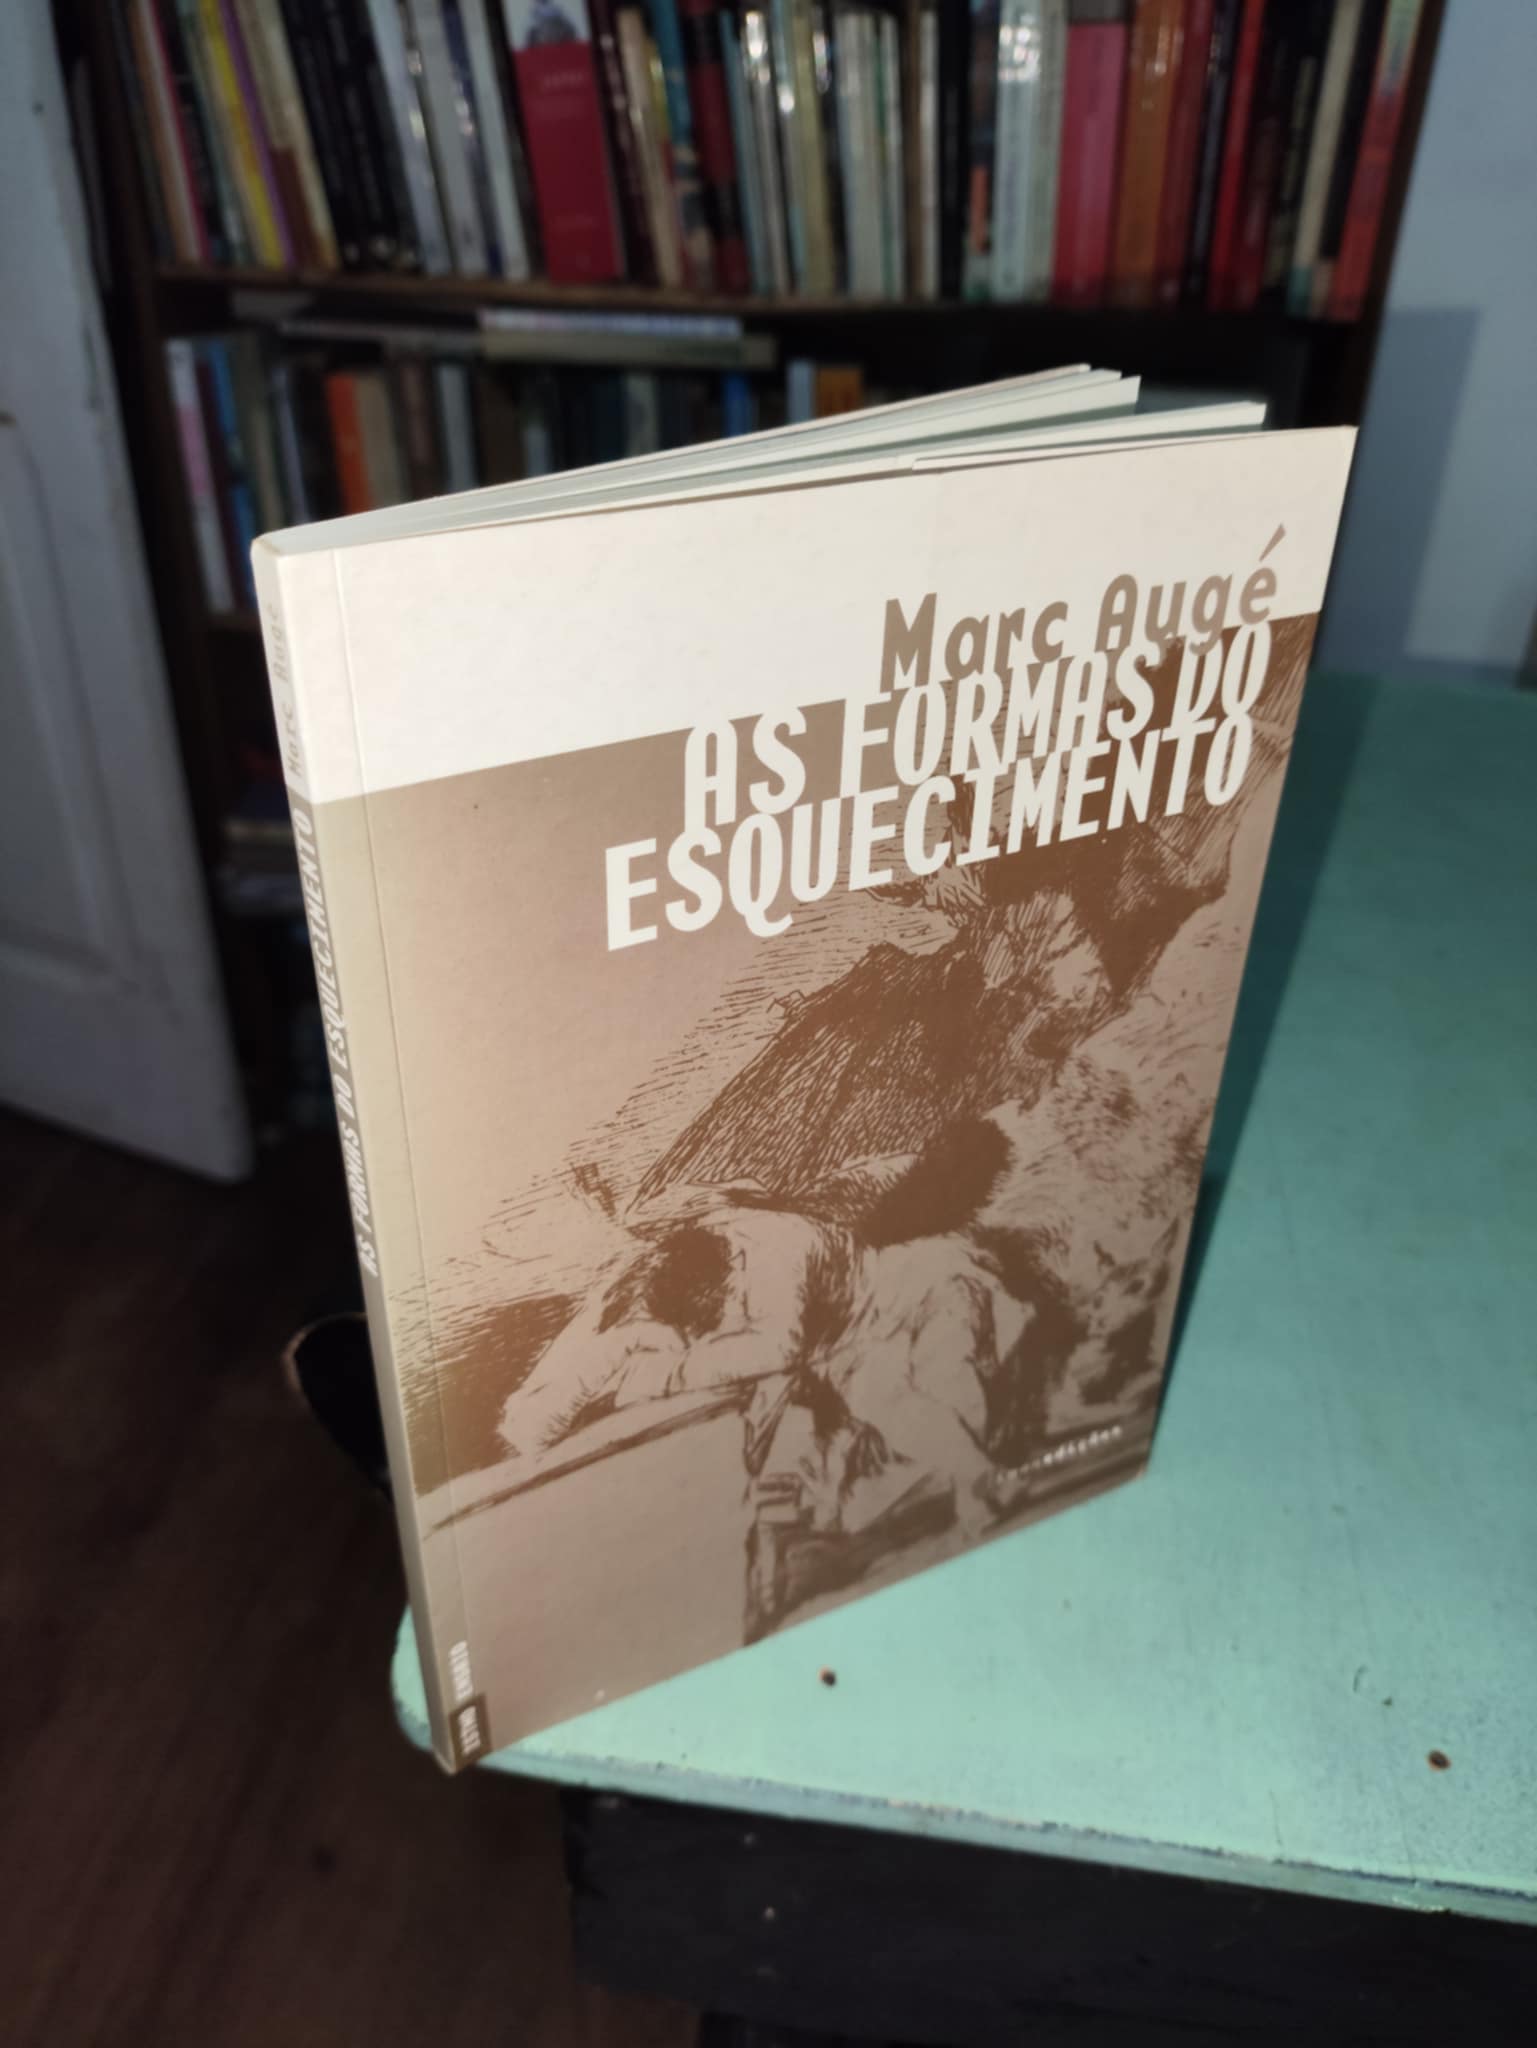 Marc Augé
AS FORMAS DO
ESQUECIMENTO
Marc Augé
AS FORMAS DO ESQUECIMENTO